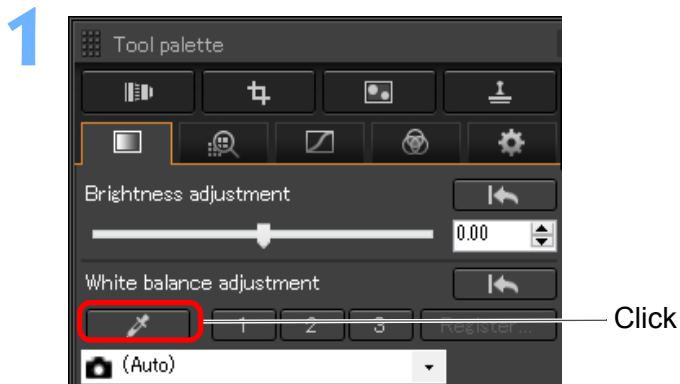 1
Tool palette
Brightness adjustment
0.00
White balance adjustment
1 2 3 Register...
Click
(Auto)